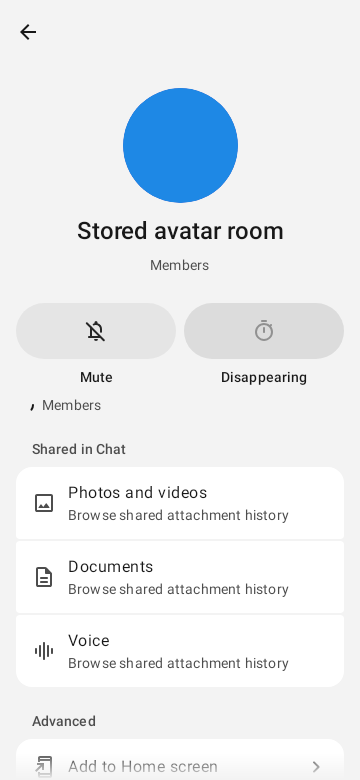 Stored avatar room
Members
Mute
Disappearing
Members
Shared in Chat
Photos and videos
Browse shared attachment history
Documents
Browse shared attachment history
Voice
Browse shared attachment history
Advanced
Add to Home screen